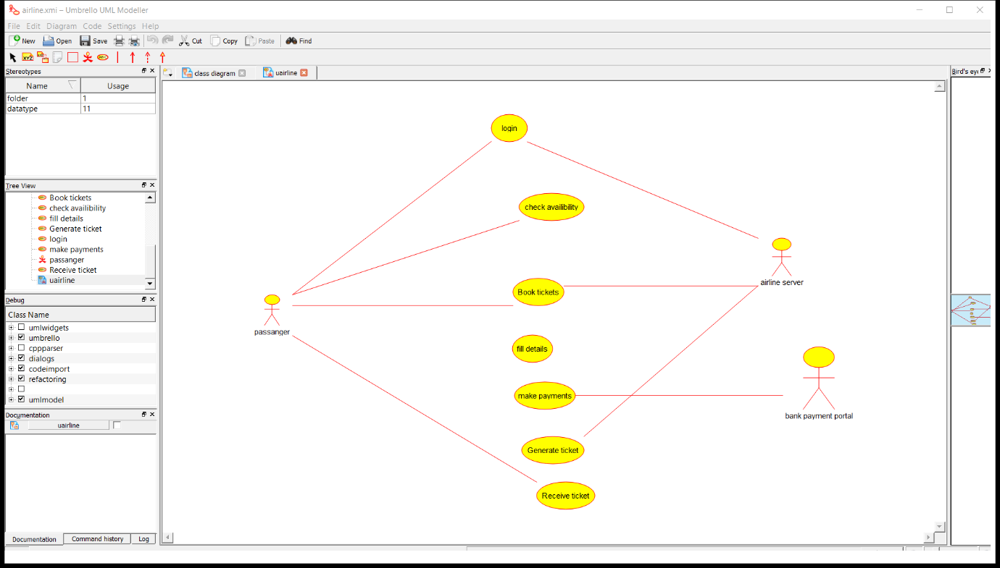 airline.xmi – Umbrello UML Modeller
File Edit Diagram Code Settings Help
New Open Save Cut Copy Paste Find
XYZ ABC
Stereotypes
Name Usage
folder 1
datatype 11
Tree View
Book tickets
check availibility
fill details
Generate ticket
login
make payments
passanger
Receive ticket
uairline
Debug
Class Name
umlwidgets
umbrello
cppparser
dialogs
codeimport
refactoring
umlmodel
Documentation
uairline
Documentation Command history Log
class diagram uairline
login
check availibility
airline server
Book tickets
passanger
fill details
make payments
bank payment portal
Generate ticket
Receive ticket
Bird's eye